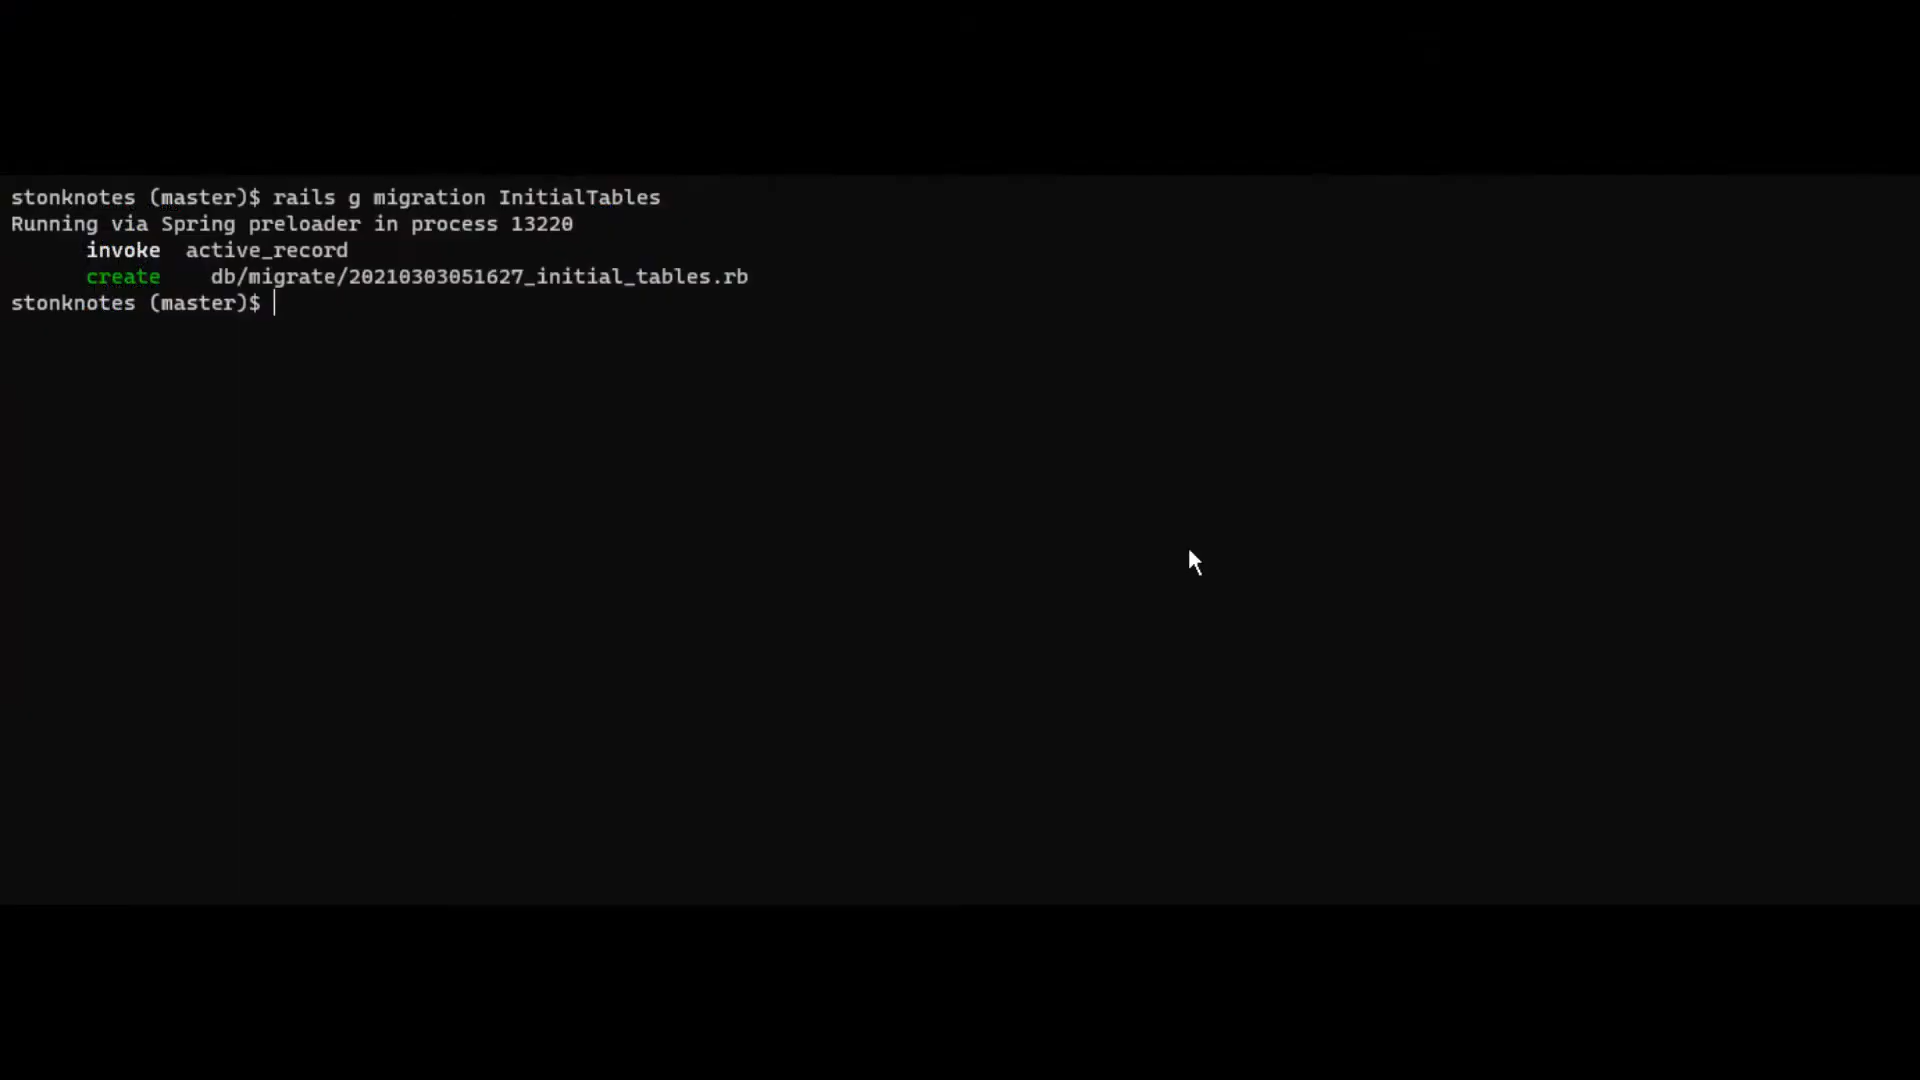 stonknotes (master)$ rails g migration InitialTables
Running via Spring preloader in process 13220
invoke active_record
create db/migrate/20210303051627_initial_tables.rb
stonknotes (master)$